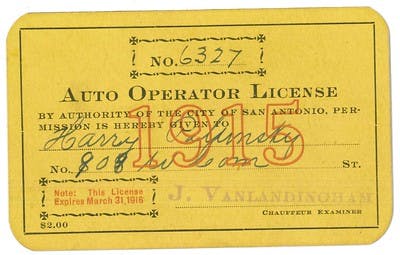 ! No. 6327 !
AUTO OPERATOR LICENSE
1915
BY AUTHORITY OF THE CITY OF SAN ANTONIO, PER-
MISSION IS HEREBY GIVEN TO
Harry
No. 808 W Com St.
Note: This License
Expires March 31, 1916
J. VANLANDINGHAM
CHAUFFEUR EXAMINER
$2.00